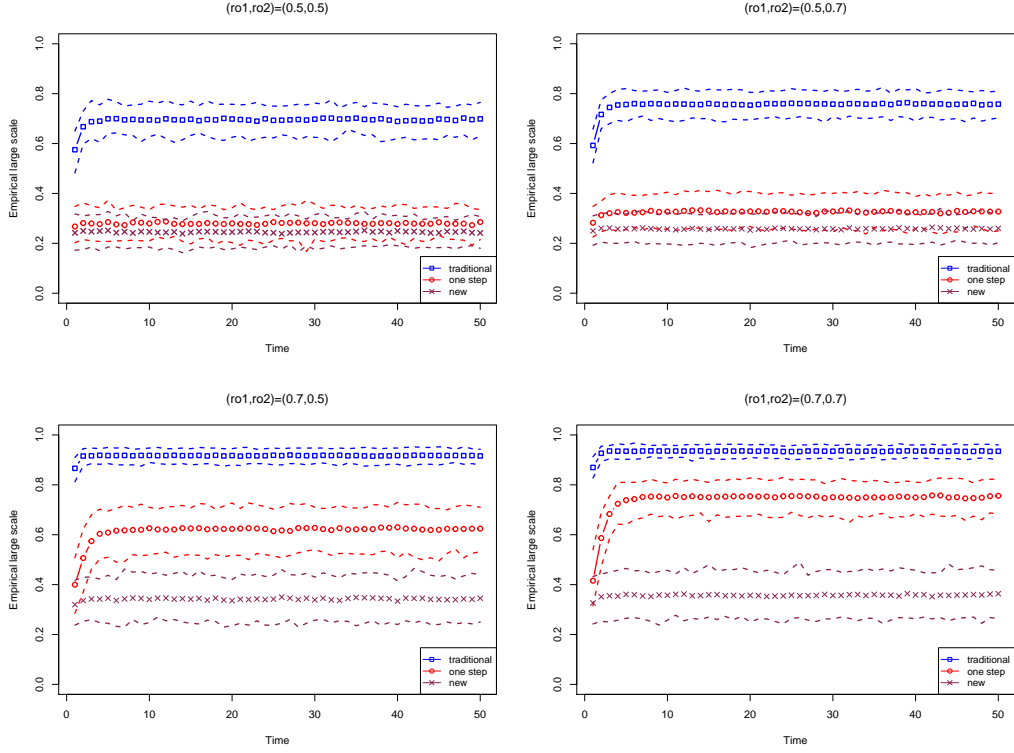 (ro1,ro2)=(0.5,0.5)
Empirical large scale
1.0
0.8
0.6
0.4
0.2
0.0
traditional
one step
new
0 10 20 30 40 50
Time
(ro1,ro2)=(0.5,0.7)
Empirical large scale
1.0
0.8
0.6
0.4
0.2
0.0
traditional
one step
new
0 10 20 30 40 50
Time
(ro1,ro2)=(0.7,0.5)
Empirical large scale
1.0
0.8
0.6
0.4
0.2
0.0
traditional
one step
new
0 10 20 30 40 50
Time
(ro1,ro2)=(0.7,0.7)
Empirical large scale
1.0
0.8
0.6
0.4
0.2
0.0
traditional
one step
new
0 10 20 30 40 50
Time